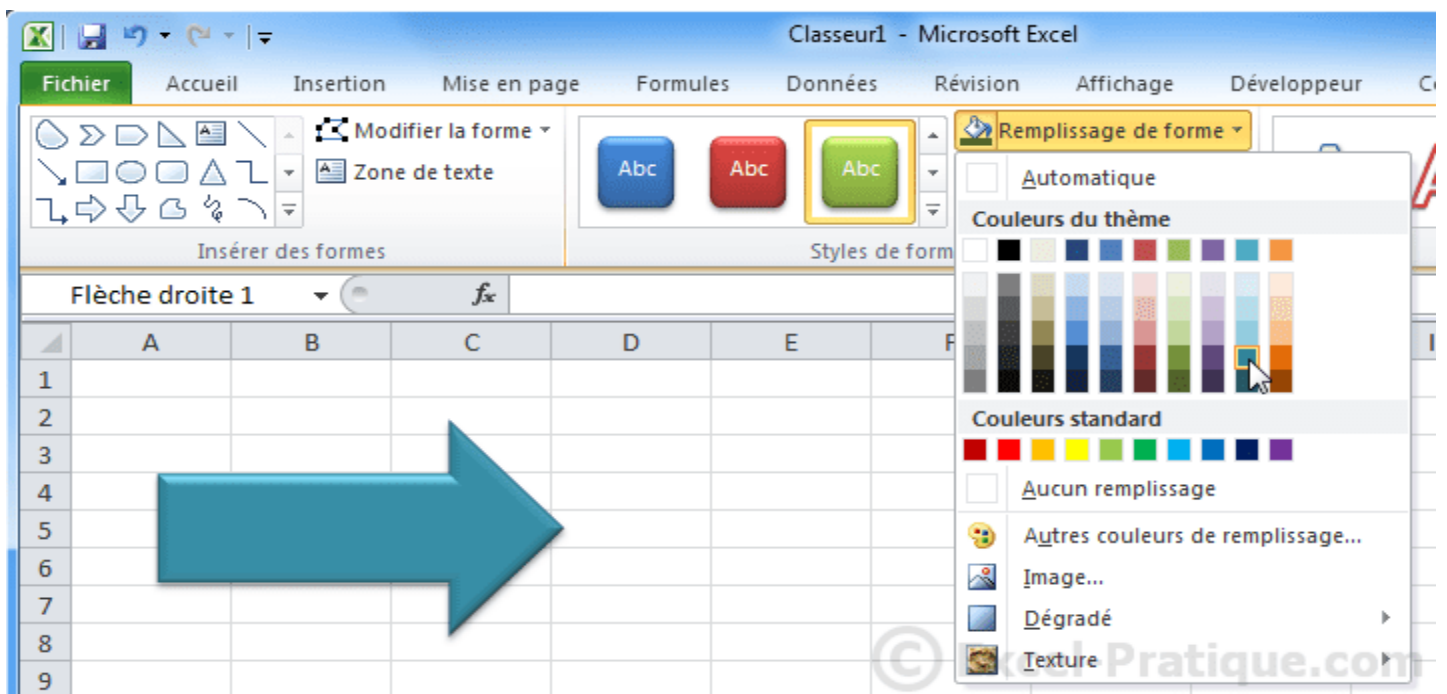 Classeur1 - Microsoft Excel
Fichier Accueil Insertion Mise en page Formules Données Révision Affichage Développeur
Modifier la forme
Zone de texte
Abc Abc Abc
Remplissage de forme
Insérer des formes
Styles de form
Automatique
Couleurs du thème
Couleurs standard
Aucun remplissage
Autres couleurs de remplissage...
Image...
Dégradé
Texture
Flèche droite 1 fx
A B C D E F I
1
2
3
4
5
6
7
8
9
© Excel-Pratique.com